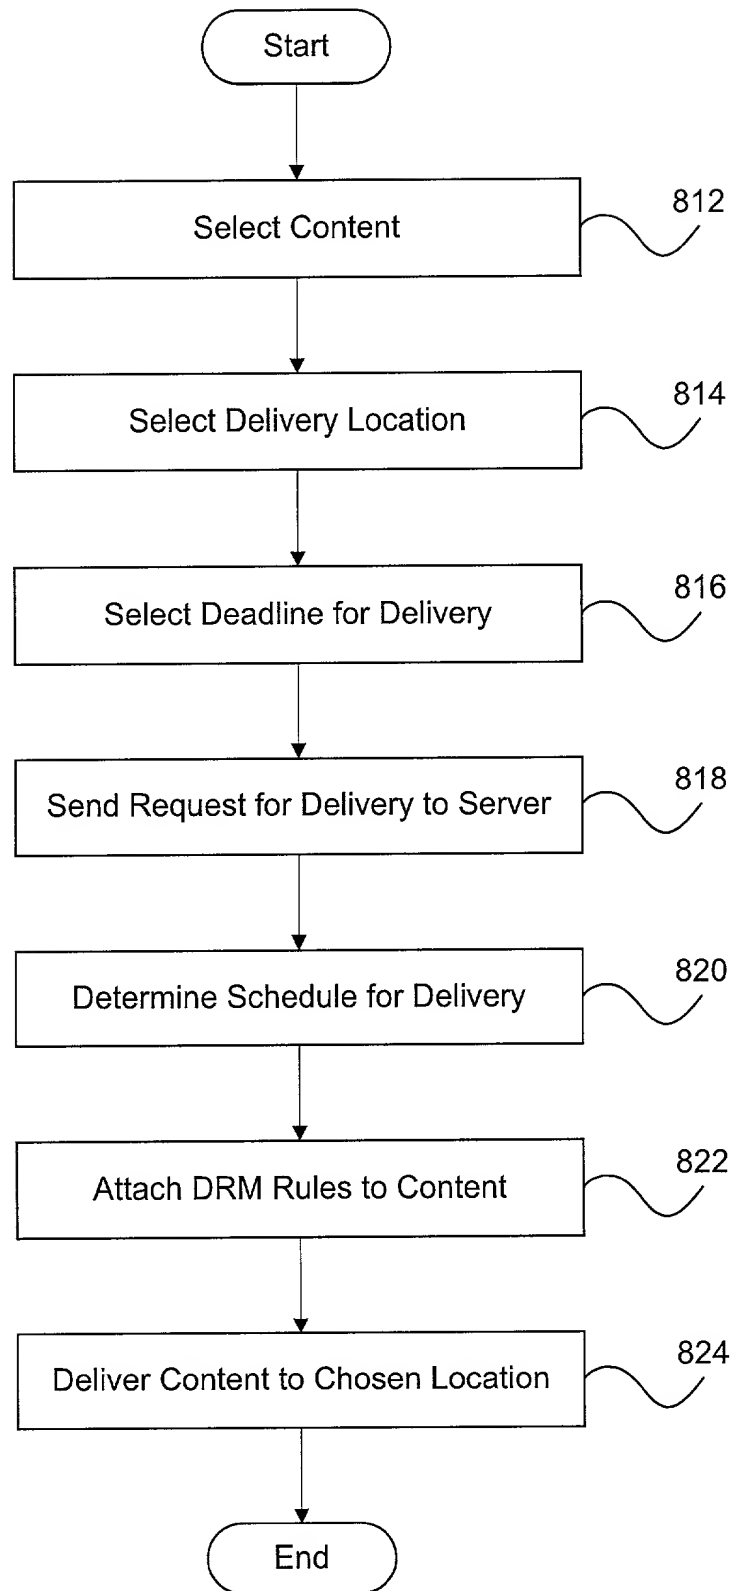 Start
Select Content
812
Select Delivery Location
814
Select Deadline for Delivery
816
Send Request for Delivery to Server
818
Determine Schedule for Delivery
820
Attach DRM Rules to Content
822
Deliver Content to Chosen Location
824
End